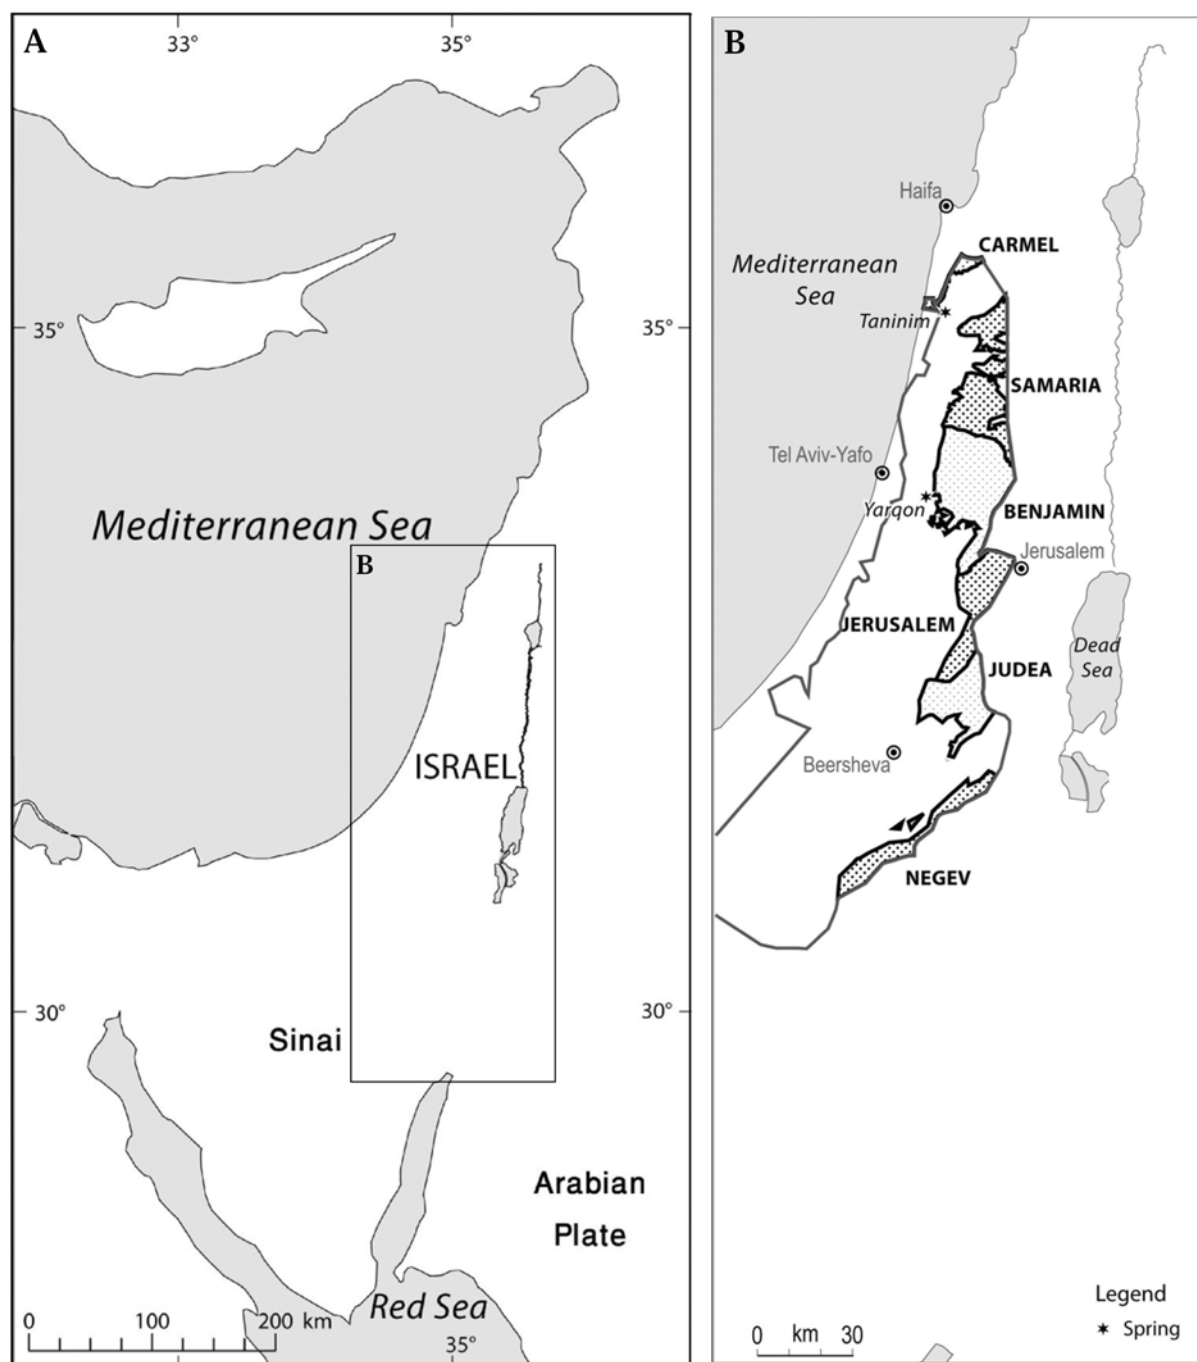 A
33°
35°
35°
35°
Mediterranean Sea
B
ISRAEL
30°
30°
Sinai
Arabian
Plate
Red Sea
0
100
200 km
35°
B
Haifa
CARMEL
Mediterranean
Sea
Taninim
SAMARIA
Tel Aviv-Yafo
Yarqon
BENJAMIN
Jerusalem
JERUSALEM
Dead
Sea
JUDEA
Beersheva
NEGEV
Legend
Spring
0 km 30